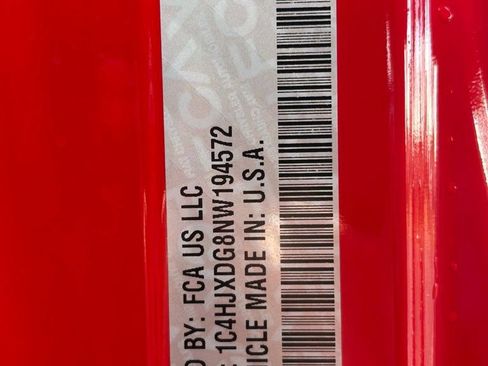 D BY: FCA US LLC
: 1C4HJXDG8NW194572
ICLE MADE IN: U.S.A.